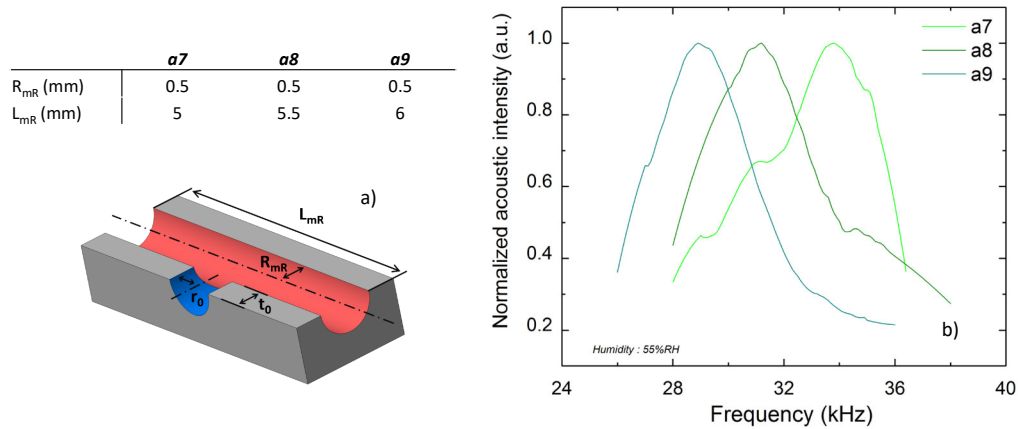 a7 a8 a9
RmR (mm) 0.5 0.5 0.5
LmR (mm) 5 5.5 6
a)
LmR
RmR
r0
t0
Normalized acoustic intensity (a.u.)
1.0
0.8
0.6
0.4
0.2
a7
a8
a9
b)
Humidity : 55%RH
24 28 32 36 40
Frequency (kHz)